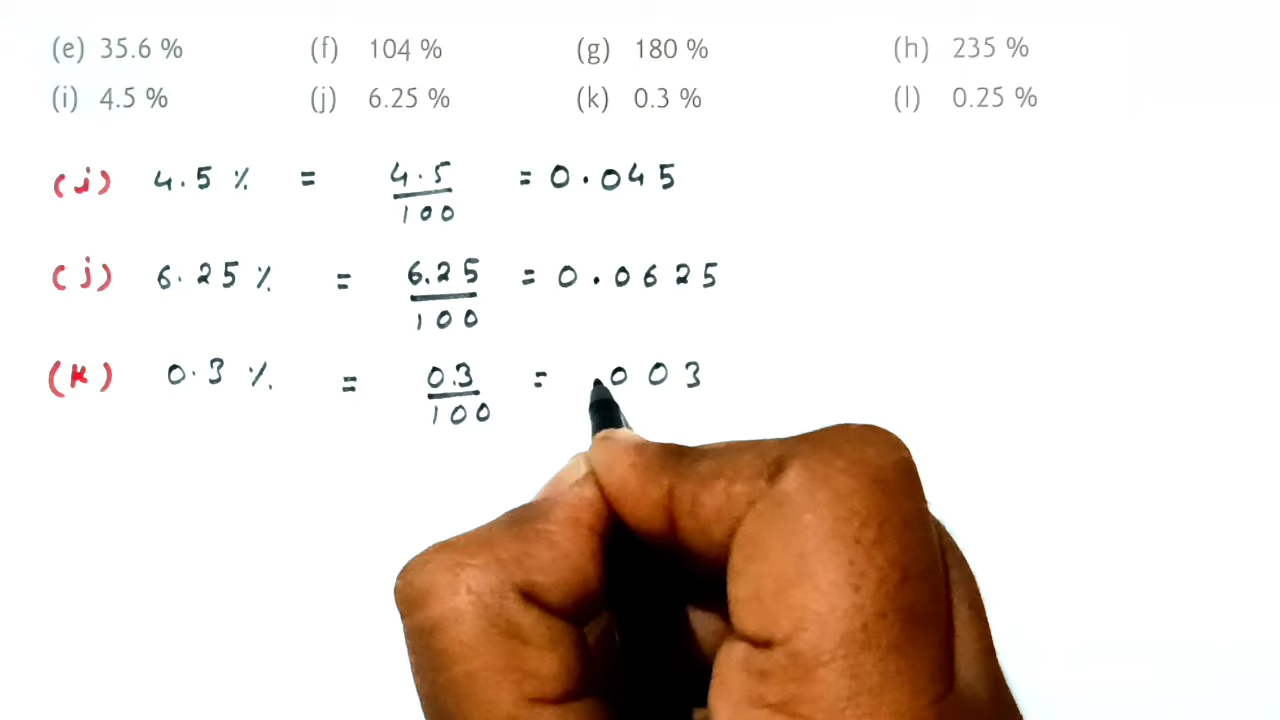 (e) 35.6 % (f) 104 % (g) 180 % (h) 235 %
(i) 4.5 % (j) 6.25 % (k) 0.3 % (l) 0.25 %
(i) 4.5 % = 4.5/100 = 0.045
(j) 6.25 % = 6.25/100 = 0.0625
(k) 0.3 % = 0.3/100 = .003